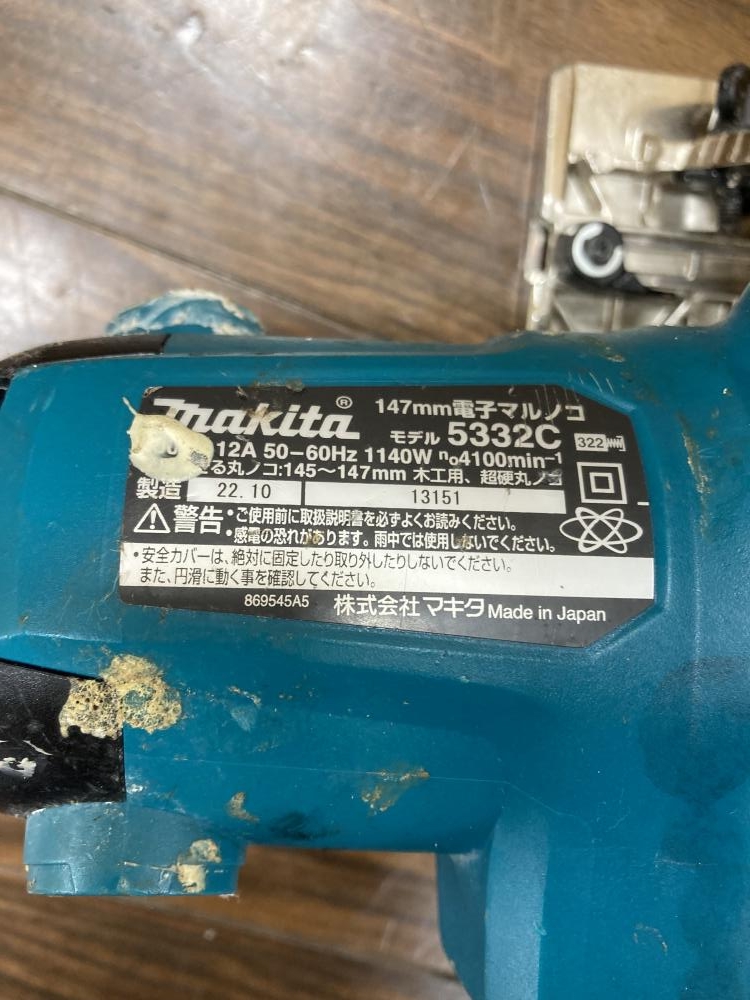 makita® 147mm電子マルノコ
モデル 5332C 322
12A 50-60Hz 1140W n₀4100min⁻¹
る丸ノコ:145〜147mm 木工用、超硬丸ノコ
製造 22.10 13151
⚠警告 •ご使用前に取扱説明書を必ずよくお読みください。
•感電の恐れがあります。雨中では使用しないでください。
•安全カバーは、絶対に固定したり取り外したりしないでください。
また、円滑に動く事を確認してください。
869545A5 株式会社マキタ Made in Japan